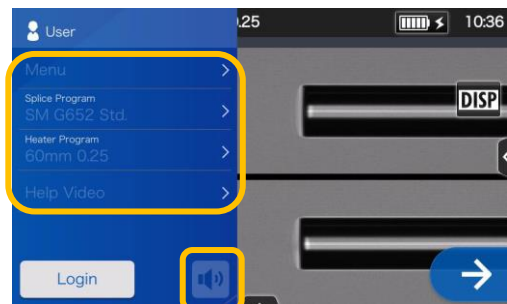 User
.25
10:36
Menu
Splice Program
SM G652 Std.
DISP
Heater Program
60mm 0.25
Help Video
Login